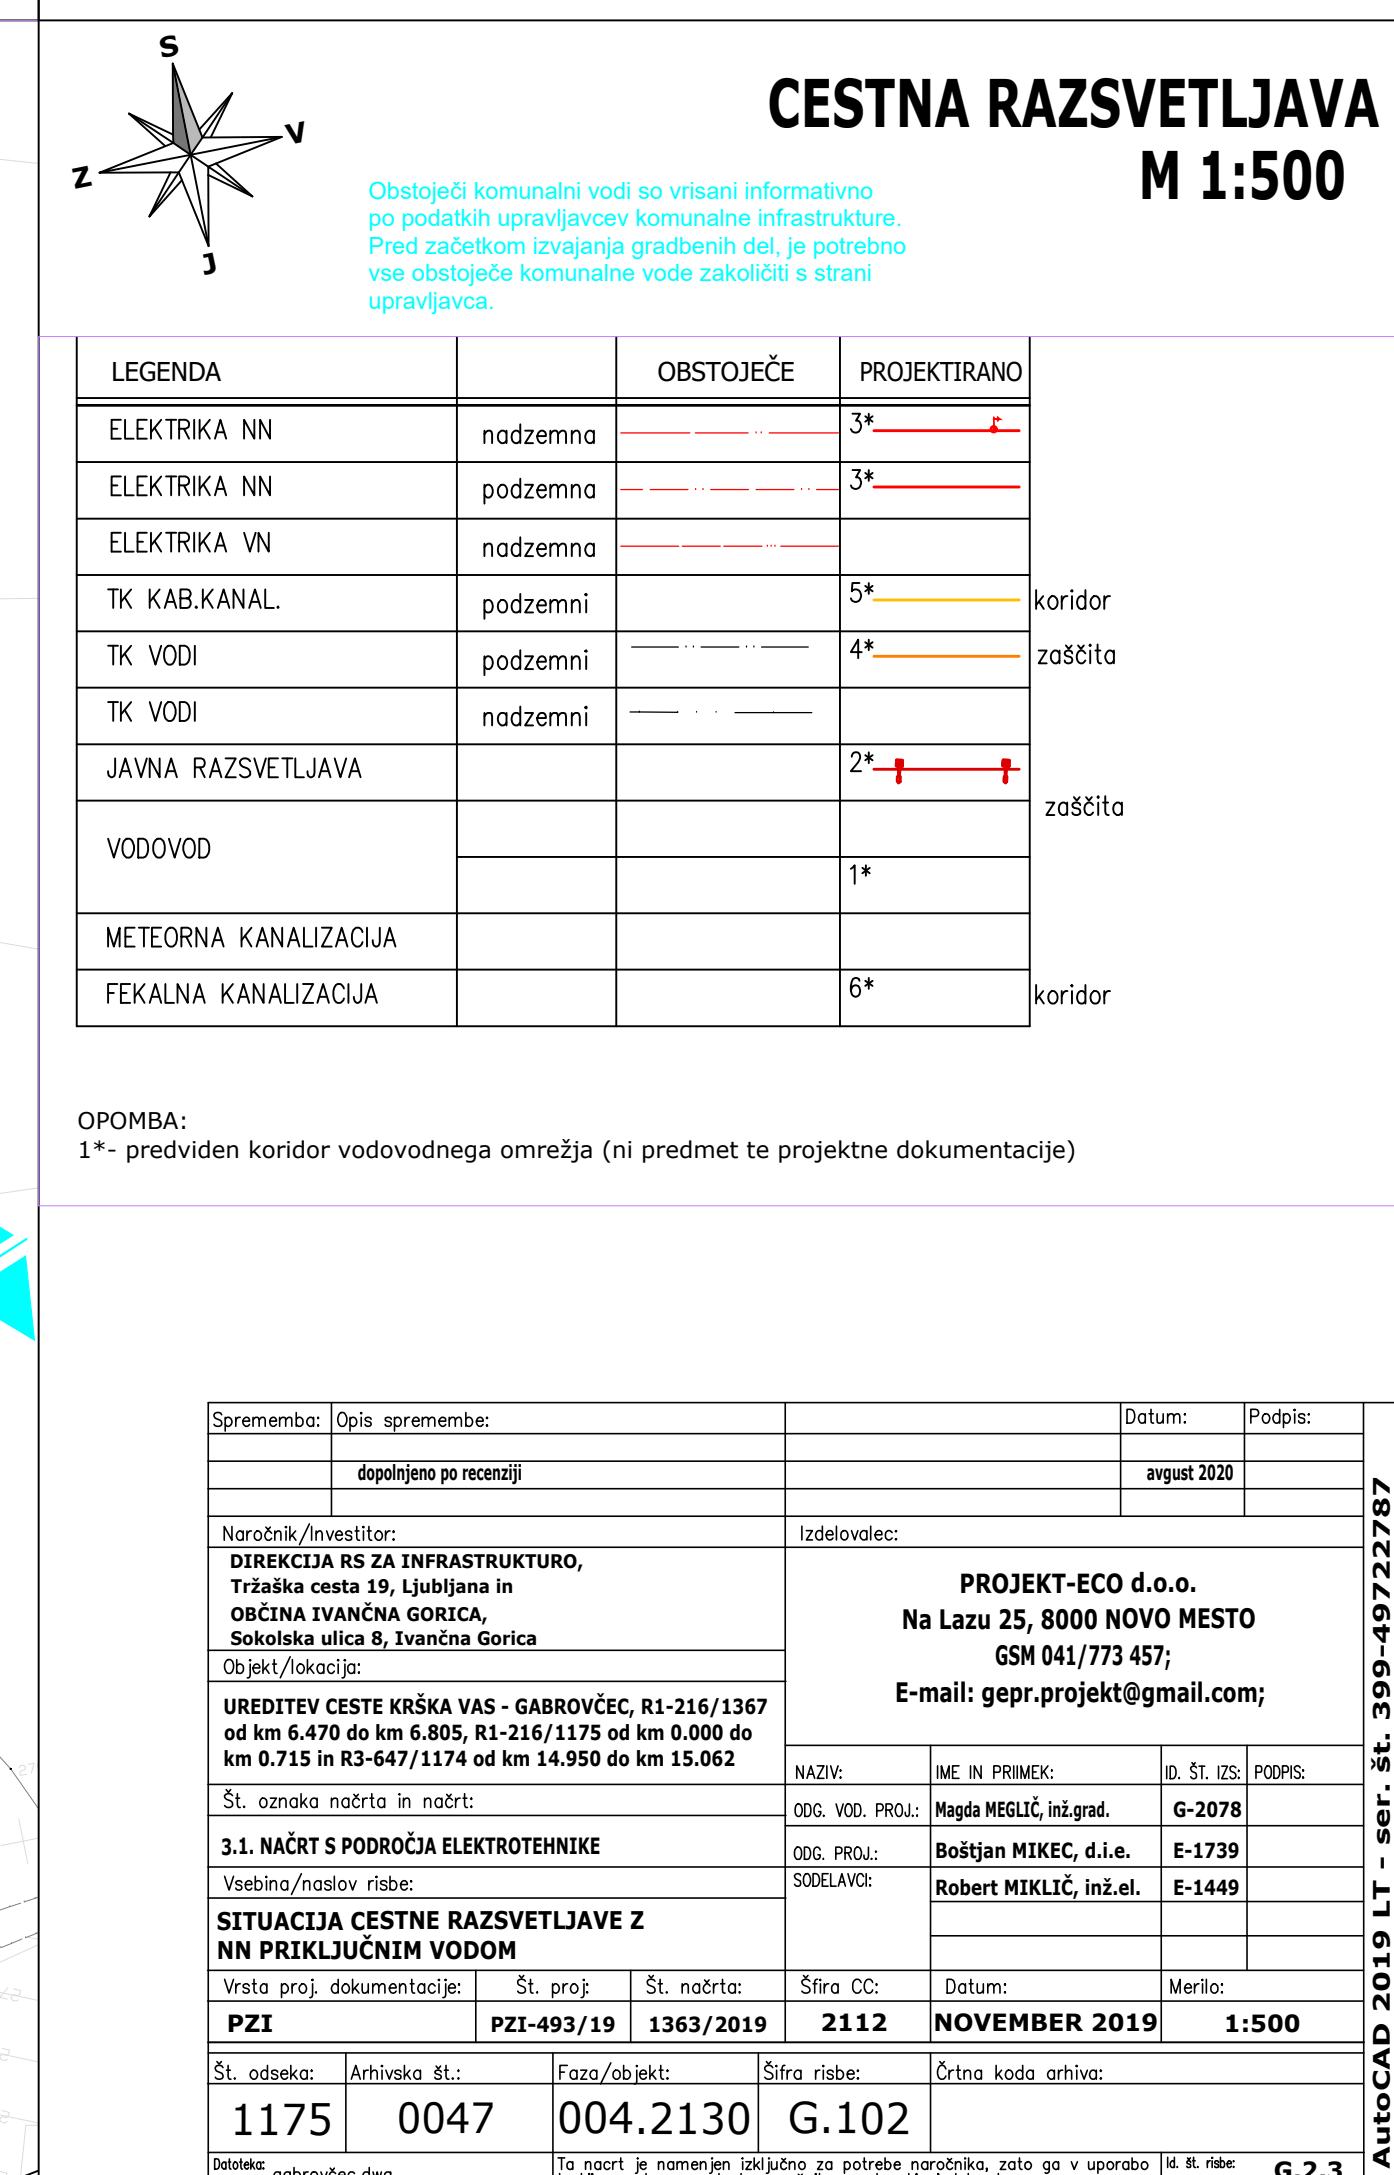 S
V
Z
J
CESTNA RAZSVETLJAVA
M 1:500
Obstoječi komunalni vodi so vrisani informativno
po podatkih upravljavcev komunalne infrastrukture.
Pred začetkom izvajanja gradbenih del, je potrebno
vse obstoječe komunalne vode zakoličiti s strani
upravljavca.
LEGENDA OBSTOJEČE PROJEKTIRANO
ELEKTRIKA NN nadzemna 3*
ELEKTRIKA NN podzemna 3*
ELEKTRIKA VN nadzemna
TK KAB.KANAL. podzemni 5* koridor
TK VODI podzemni 4* zaščita
TK VODI nadzemni
JAVNA RAZSVETLJAVA 2*
zaščita
VODOVOD
1*
METEORNA KANALIZACIJA
FEKALNA KANALIZACIJA 6* koridor
OPOMBA:
1*- predviden koridor vodovodnega omrežja (ni predmet te projektne dokumentacije)
Sprememba: Opis spremembe: Datum: Podpis:
dopolnjeno po recenziji avgust 2020
Naročnik/Investitor:
DIREKCIJA RS ZA INFRASTRUKTURO,
Tržaška cesta 19, Ljubljana in
OBČINA IVANČNA GORICA,
Sokolska ulica 8, Ivančna Gorica
Izdelovalec:
PROJEKT-ECO d.o.o.
Na Lazu 25, 8000 NOVO MESTO
GSM 041/773 457;
E-mail: gepr.projekt@gmail.com;
Objekt/lokacija:
UREDITEV CESTE KRŠKA VAS - GABROVČEC, R1-216/1367
od km 6.470 do km 6.805, R1-216/1175 od km 0.000 do
km 0.715 in R3-647/1174 od km 14.950 do km 15.062
NAZIV: IME IN PRIIMEK: ID. ŠT. IZS: PODPIS:
ODG. VOD. PROJ.: Magda MEGLIČ, inž.grad. G-2078
ODG. PROJ.: Boštjan MIKEC, d.i.e. E-1739
SODELAVCI: Robert MIKLIČ, inž.el. E-1449
Št. oznaka načrta in načrt:
3.1. NAČRT S PODROČJA ELEKTROTEHNIKE
Vsebina/naslov risbe:
SITUACIJA CESTNE RAZSVETLJAVE Z
NN PRIKLJUČNIM VODOM
Vrsta proj. dokumentacije: Št. proj: Št. načrta: Šfira CC: Datum: Merilo:
PZI PZI-493/19 1363/2019 2112 NOVEMBER 2019 1:500
Št. odseka: Arhivska št.: Faza/objekt: Šifra risbe: Črtna koda arhiva:
1175 0047 004.2130 G.102
Datoteka: gabrovčec.dwg
Ta nacrt je namenjen izključno za potrebe naročnika, zato ga v uporabo
Id. št. risbe: G.2.3
AutoCAD 2019 LT - ser. št. 399-49722787